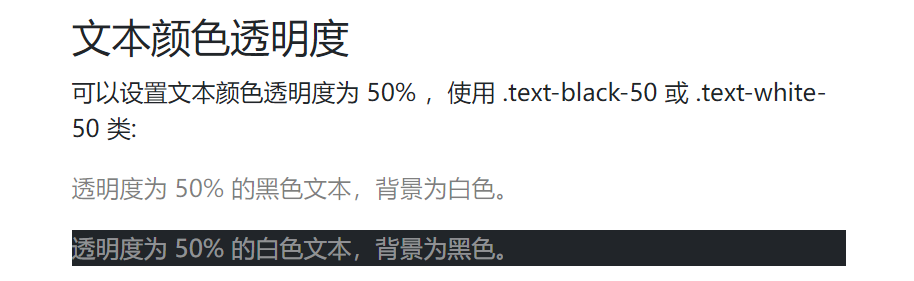 文本颜色透明度
可以设置文本颜色透明度为 50% ，使用 .text-black-50 或 .text-white-
50 类:
透明度为 50% 的黑色文本，背景为白色。
透明度为 50% 的白色文本，背景为黑色。